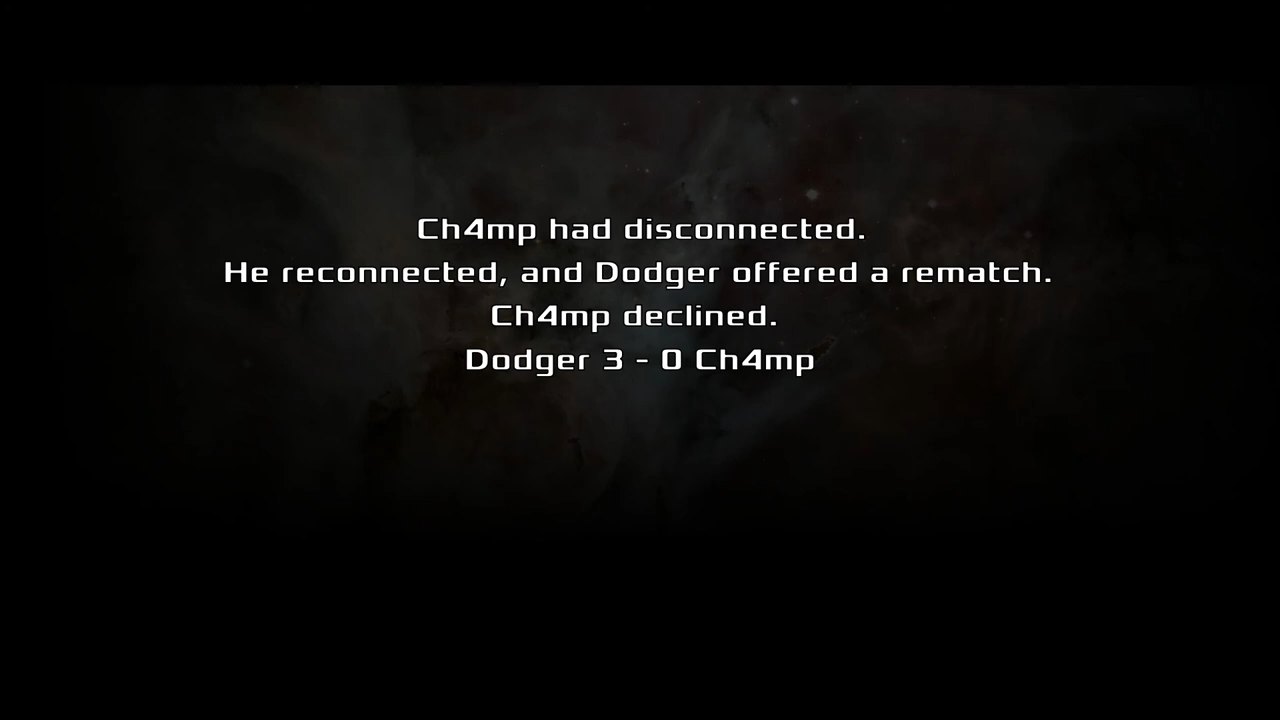 Ch4mp had disconnected.
He reconnected, and Dodger offered a rematch.
Ch4mp declined.
Dodger 3 - 0 Ch4mp